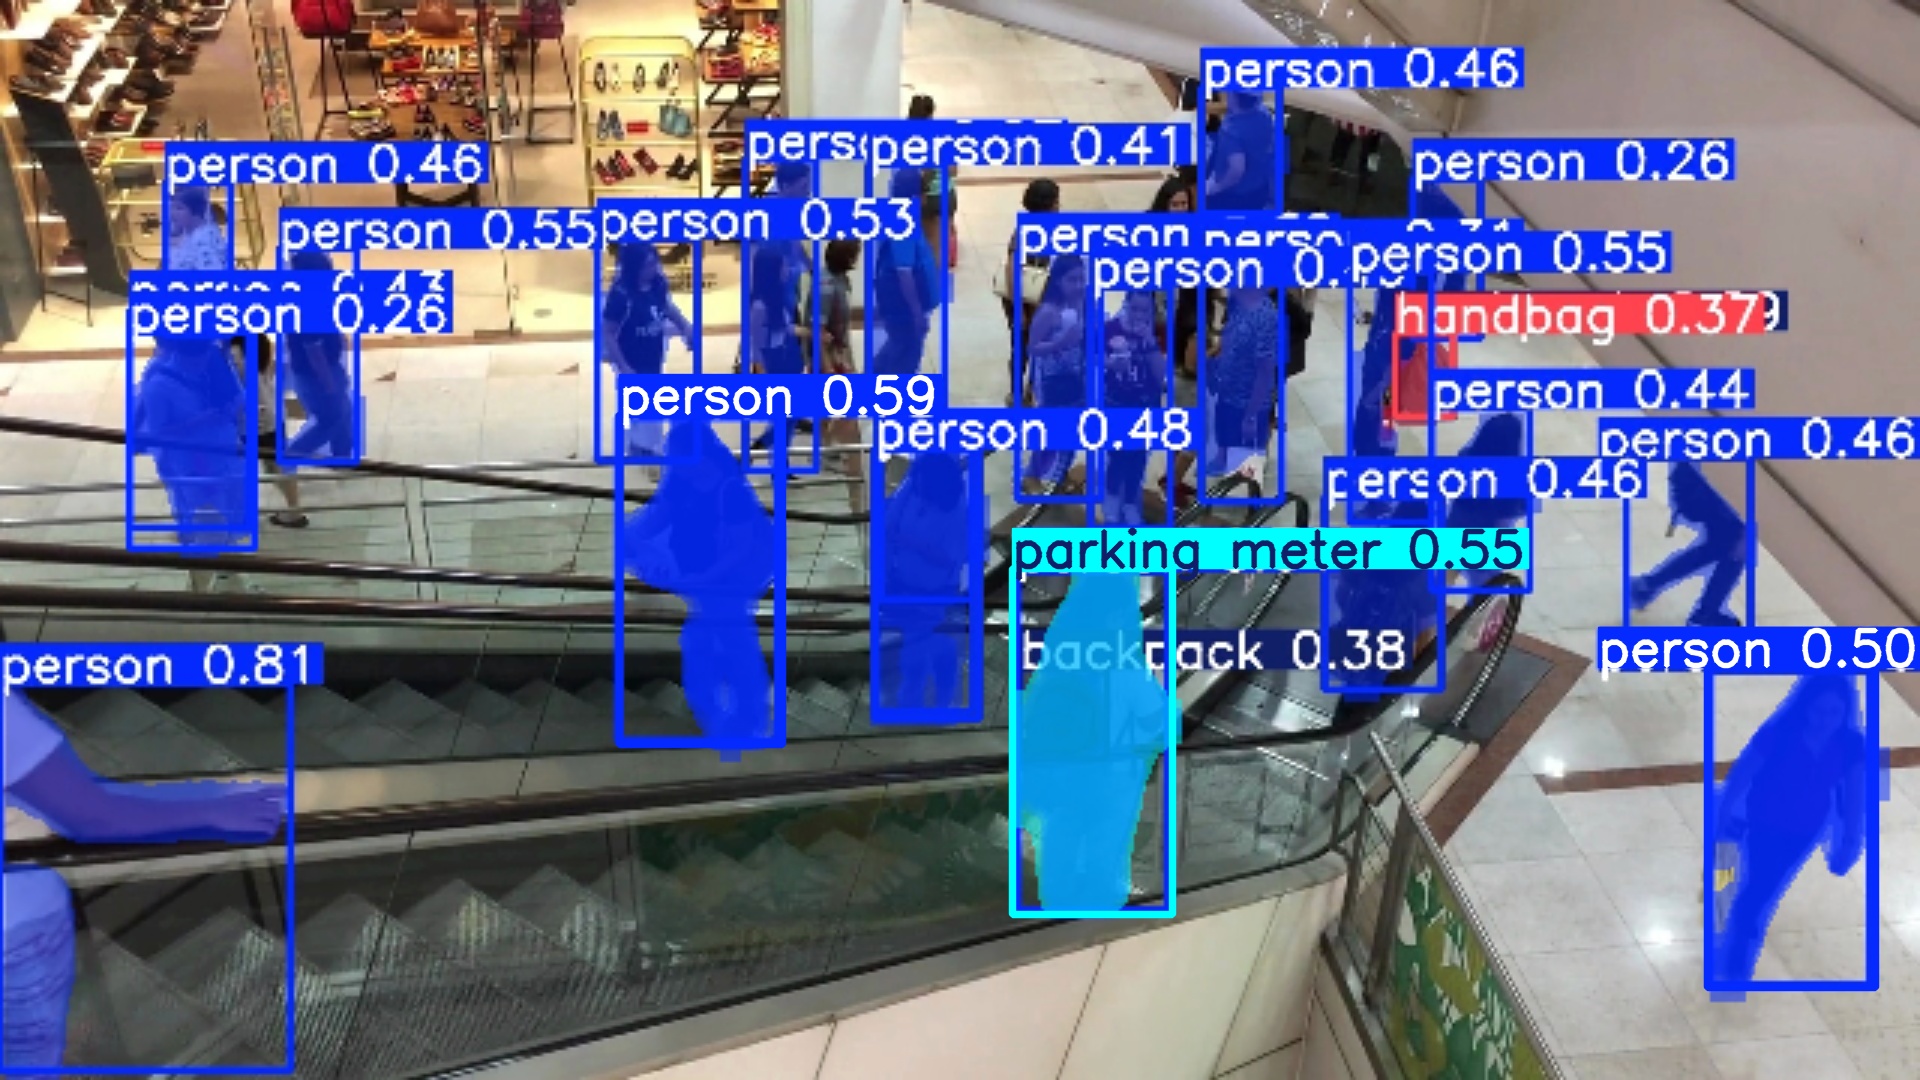 person 0.46
person 0.41
person 0.46
person 0.26
person 0.55
person 0.53
person
person 0.55
person
person 0.26
handbag 0.37
person 0.59
person 0.44
person 0.48
person 0.46
person 0.46
parking meter 0.55
backpack 0.38
person 0.81
person 0.50